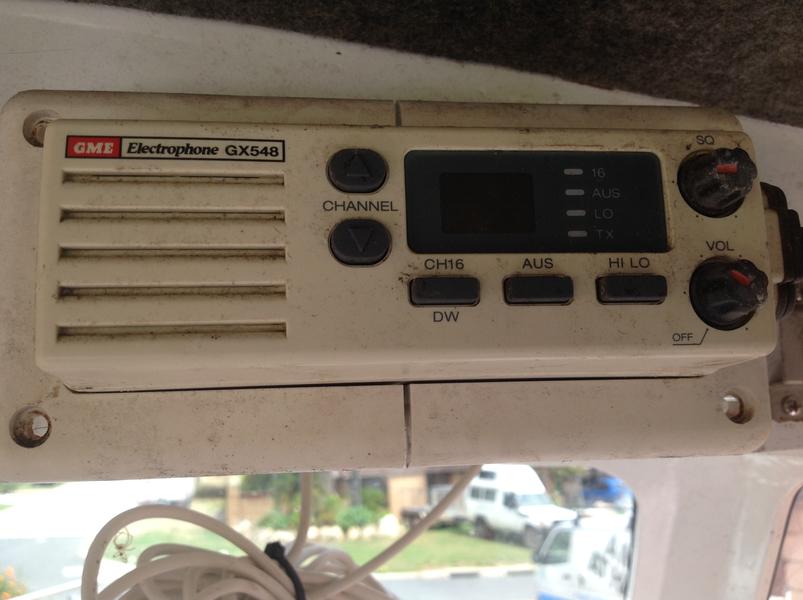 GME Electrophone GX548
CHANNEL
16
AUS
LO
TX
SQ
VOL
OFF
CH16
AUS
HI LO
DW